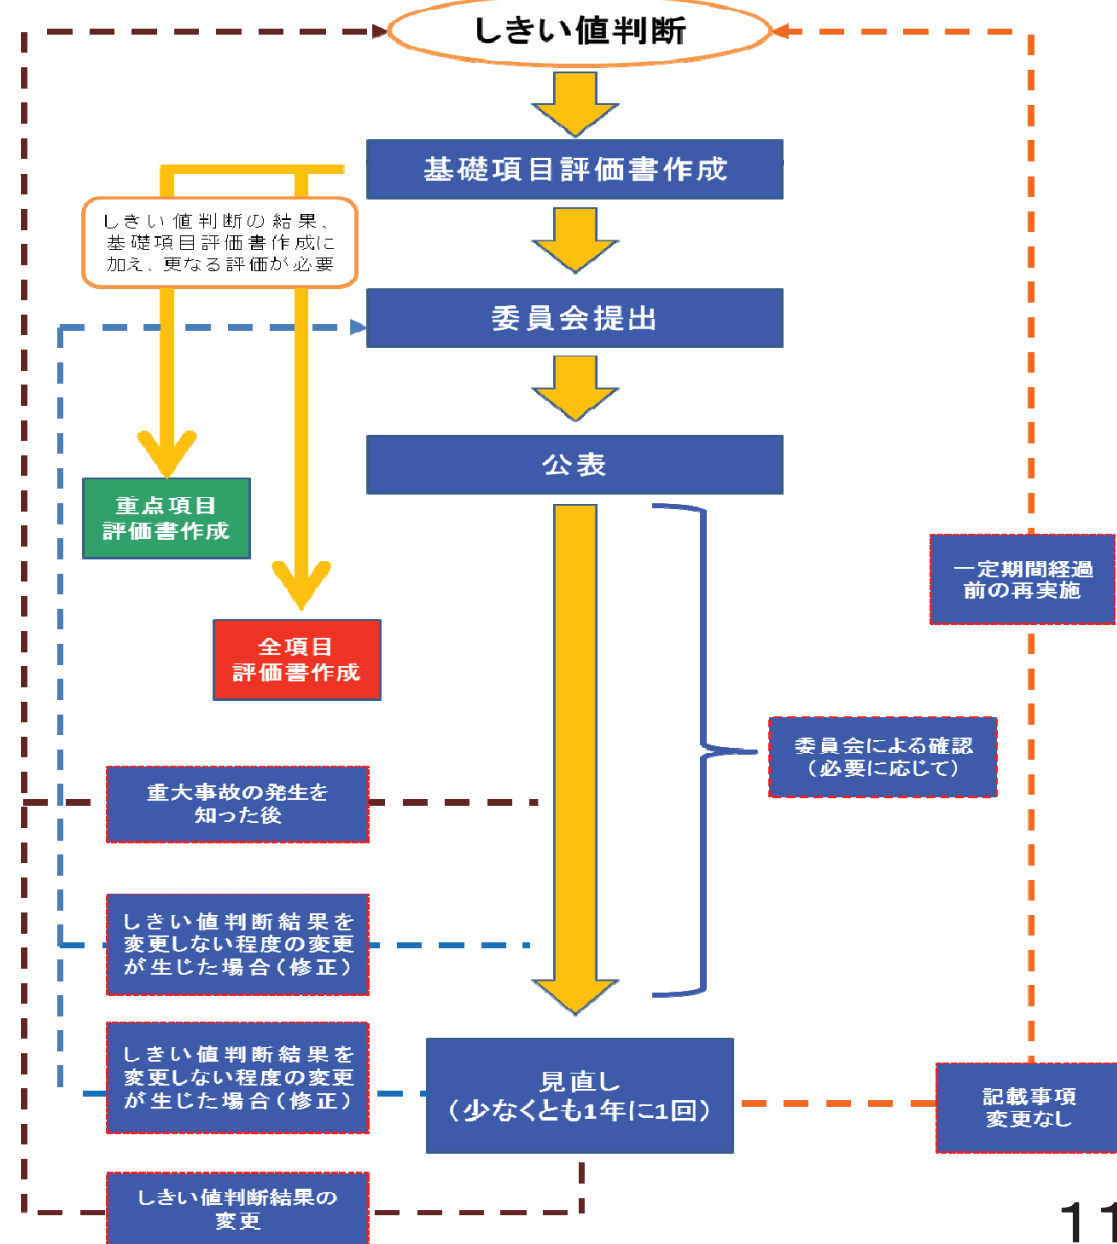 しきい値判断
基礎項目評価書作成
しきい値判断の結果、
基礎項目評価書作成に
加え、更なる評価が必要
委員会提出
公表
重点項目
評価書作成
一定期間経過
前の再実施
全項目
評価書作成
委員会による確認
（必要に応じて）
重大事故の発生を
知った後
しきい値判断結果を
変更しない程度の変更
が生じた場合（修正）
しきい値判断結果を
変更しない程度の変更
が生じた場合（修正）
見直し
（少なくとも1年に1回）
記載事項
変更なし
しきい値判断結果の
変更
11